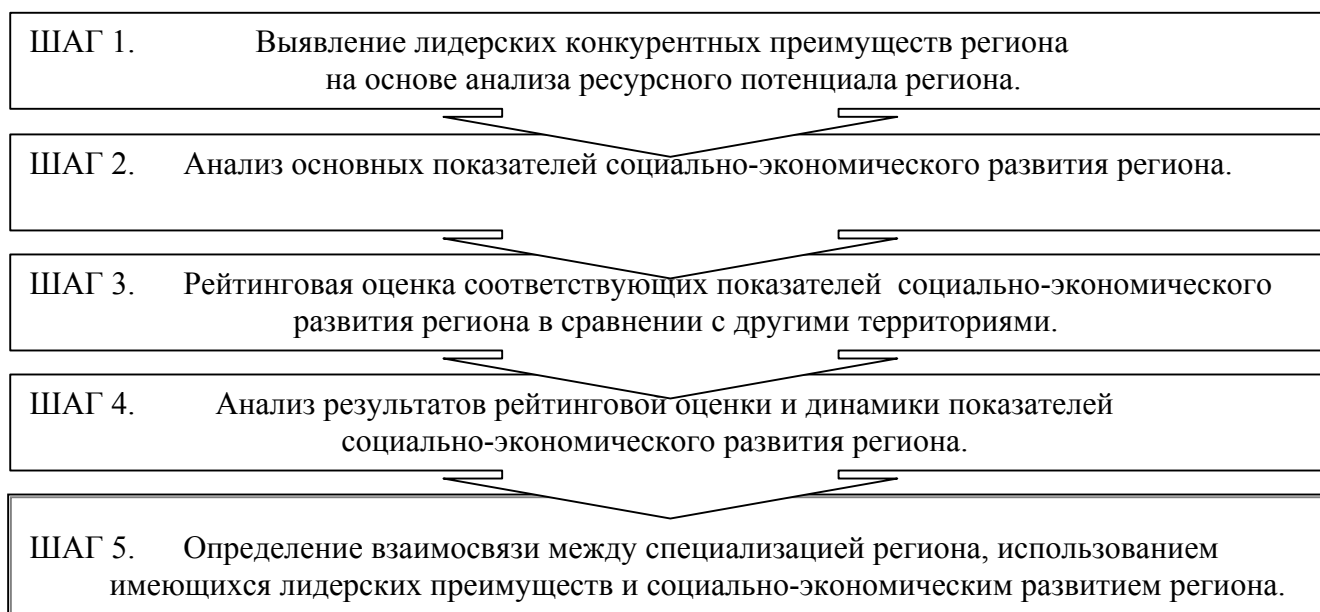 ШАГ 1. Выявление лидерских конкурентных преимуществ региона
на основе анализа ресурсного потенциала региона.
ШАГ 2. Анализ основных показателей социально-экономического развития региона.
ШАГ 3. Рейтинговая оценка соответствующих показателей социально-экономического
развития региона в сравнении с другими территориями.
ШАГ 4. Анализ результатов рейтинговой оценки и динамики показателей
социально-экономического развития региона.
ШАГ 5. Определение взаимосвязи между специализацией региона, использованием
имеющихся лидерских преимуществ и социально-экономическим развитием региона.